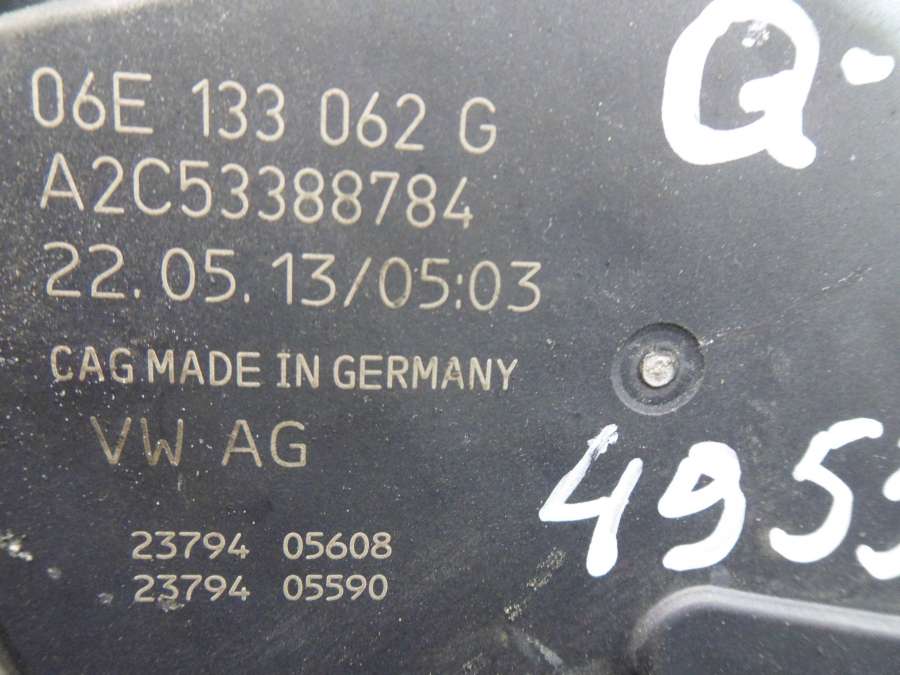 06E 133 062 G
A2C53388784
22.05.13/05:03
CAG MADE IN GERMANY
VW AG
23794 05608
23794 05590
Q-
495